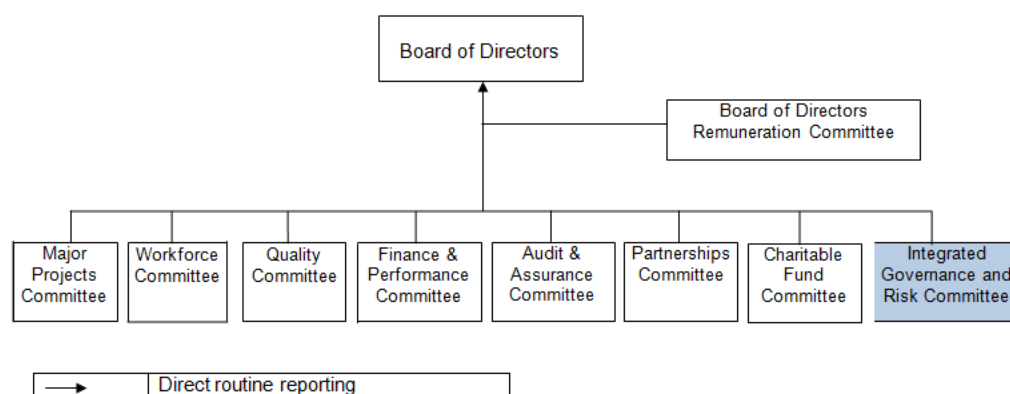 Board of Directors
Board of Directors
Remuneration Committee
Major
Projects
Committee
Workforce
Committee
Quality
Committee
Finance &
Performance
Committee
Audit &
Assurance
Committee
Partnerships
Committee
Charitable
Fund
Committee
Integrated
Governance and
Risk Committee
Direct routine reporting